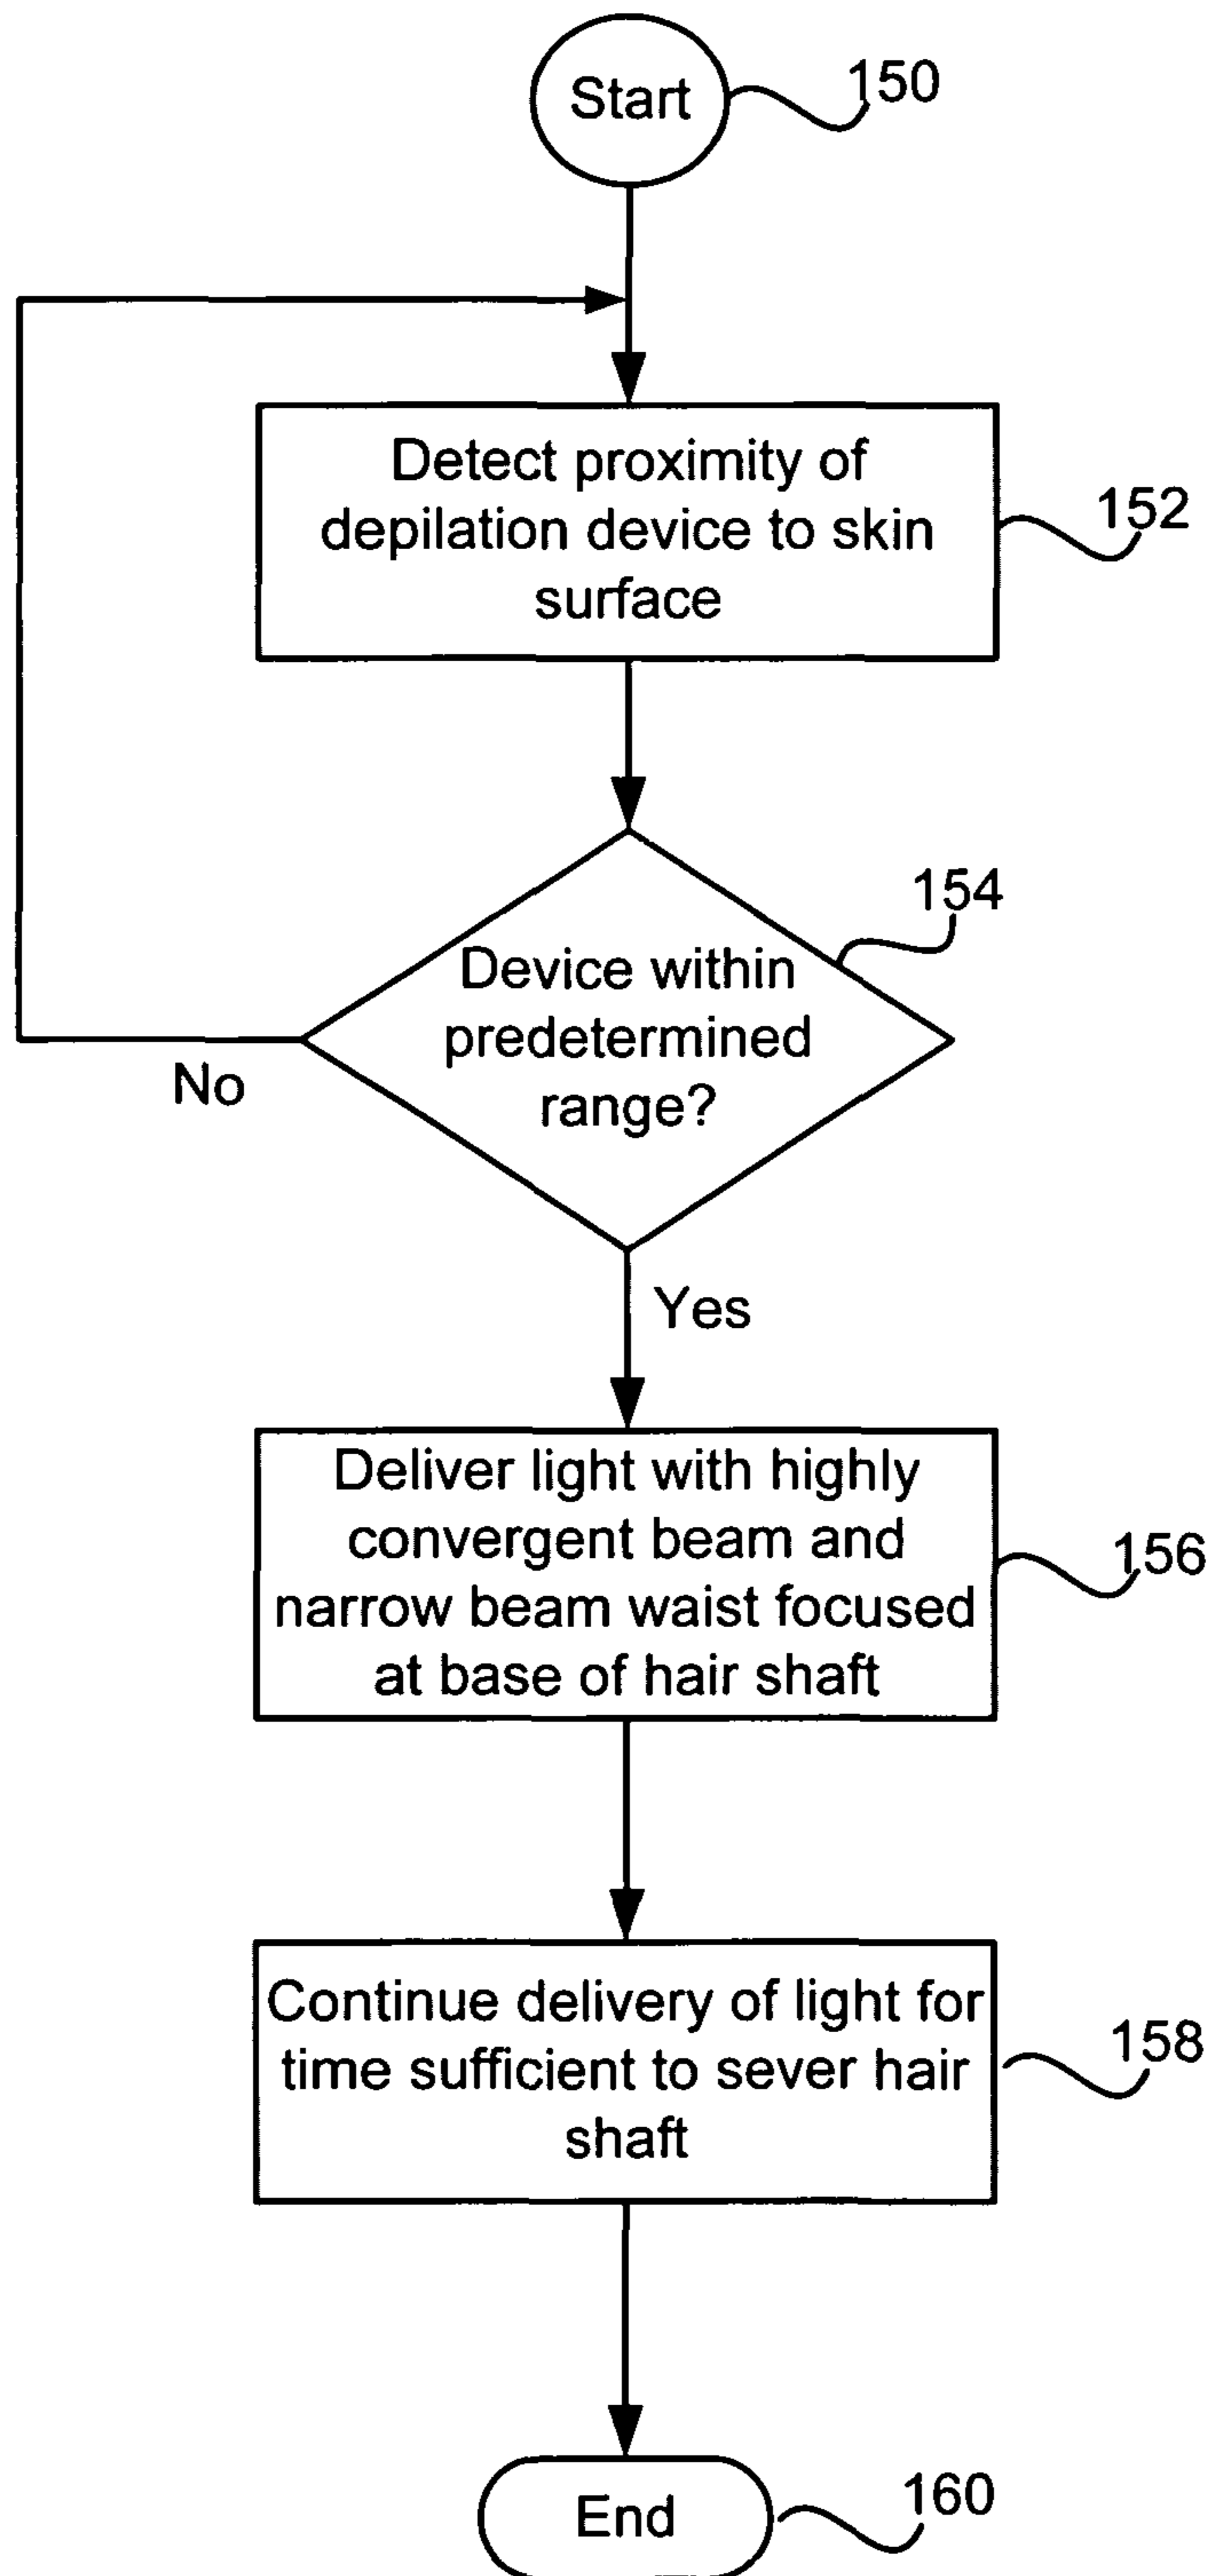 Start
150
Detect proximity of
depilation device to skin
surface
152
154
Device within
predetermined
range?
No
Yes
Deliver light with highly
convergent beam and
narrow beam waist focused
at base of hair shaft
156
Continue delivery of light for
time sufficient to sever hair
shaft
158
End
160